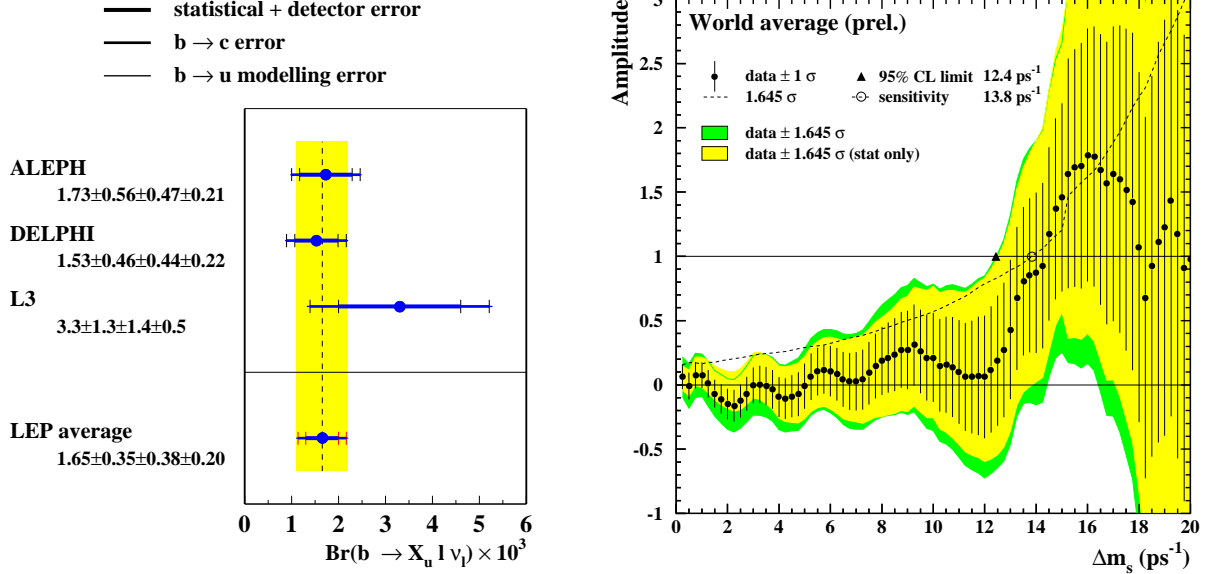 statistical + detector error
b → c error
b → u modelling error
ALEPH
1.73±0.56±0.47±0.21
DELPHI
1.53±0.46±0.44±0.22
L3
3.3±1.3±1.4±0.5
LEP average
1.65±0.35±0.38±0.20
0 1 2 3 4 5 6
Br(b → X_u l ν_l) × 10³
Amplitude
World average (prel.)
data ± 1 σ
1.645 σ
95% CL limit 12.4 ps⁻¹
sensitivity 13.8 ps⁻¹
data ± 1.645 σ
data ± 1.645 σ (stat only)
3
2.5
2
1.5
1
0.5
0
-0.5
-1
0 2 4 6 8 10 12 14 16 18 20
Δm_s (ps⁻¹)